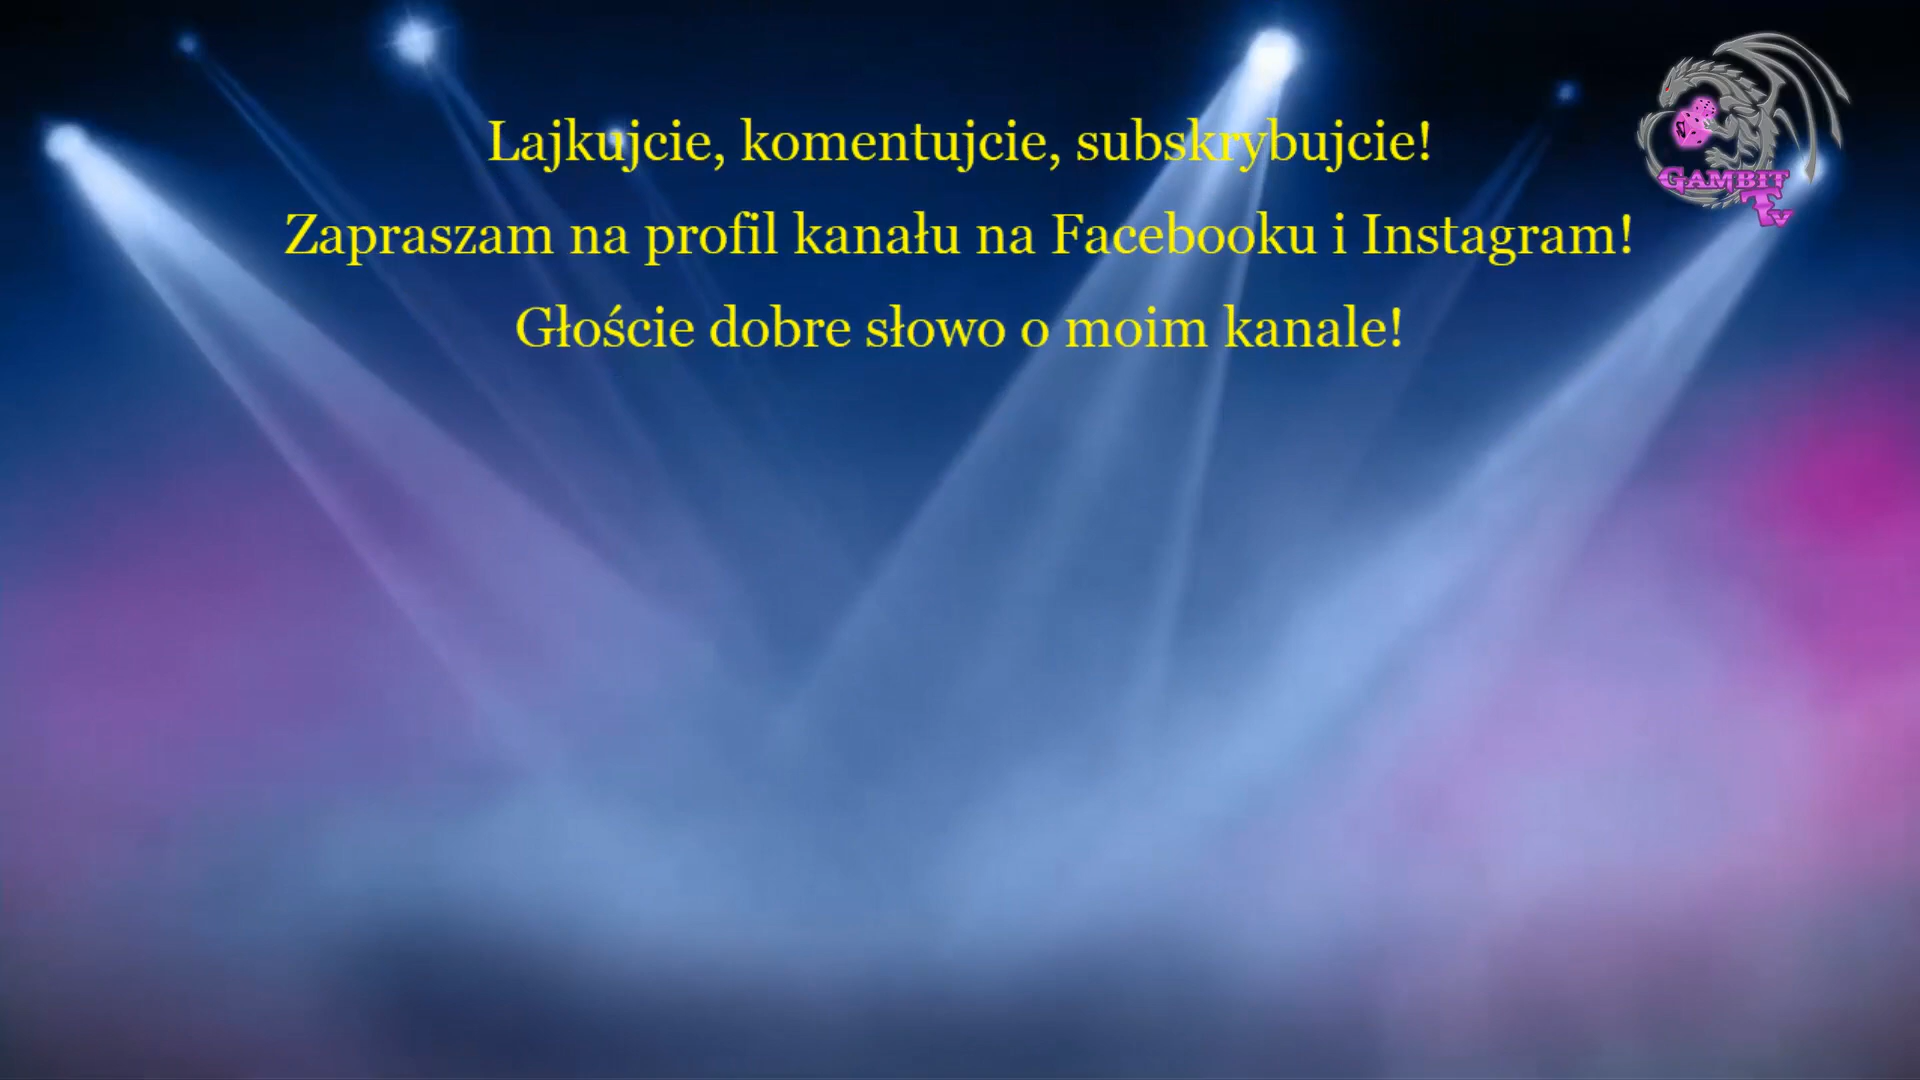 Lajkujcie, komentujcie, subskrybujcie!
Zapraszam na profil kanału na Facebooku i Instagram!
Głoście dobre słowo o moim kanale!
GAMBIT
TV